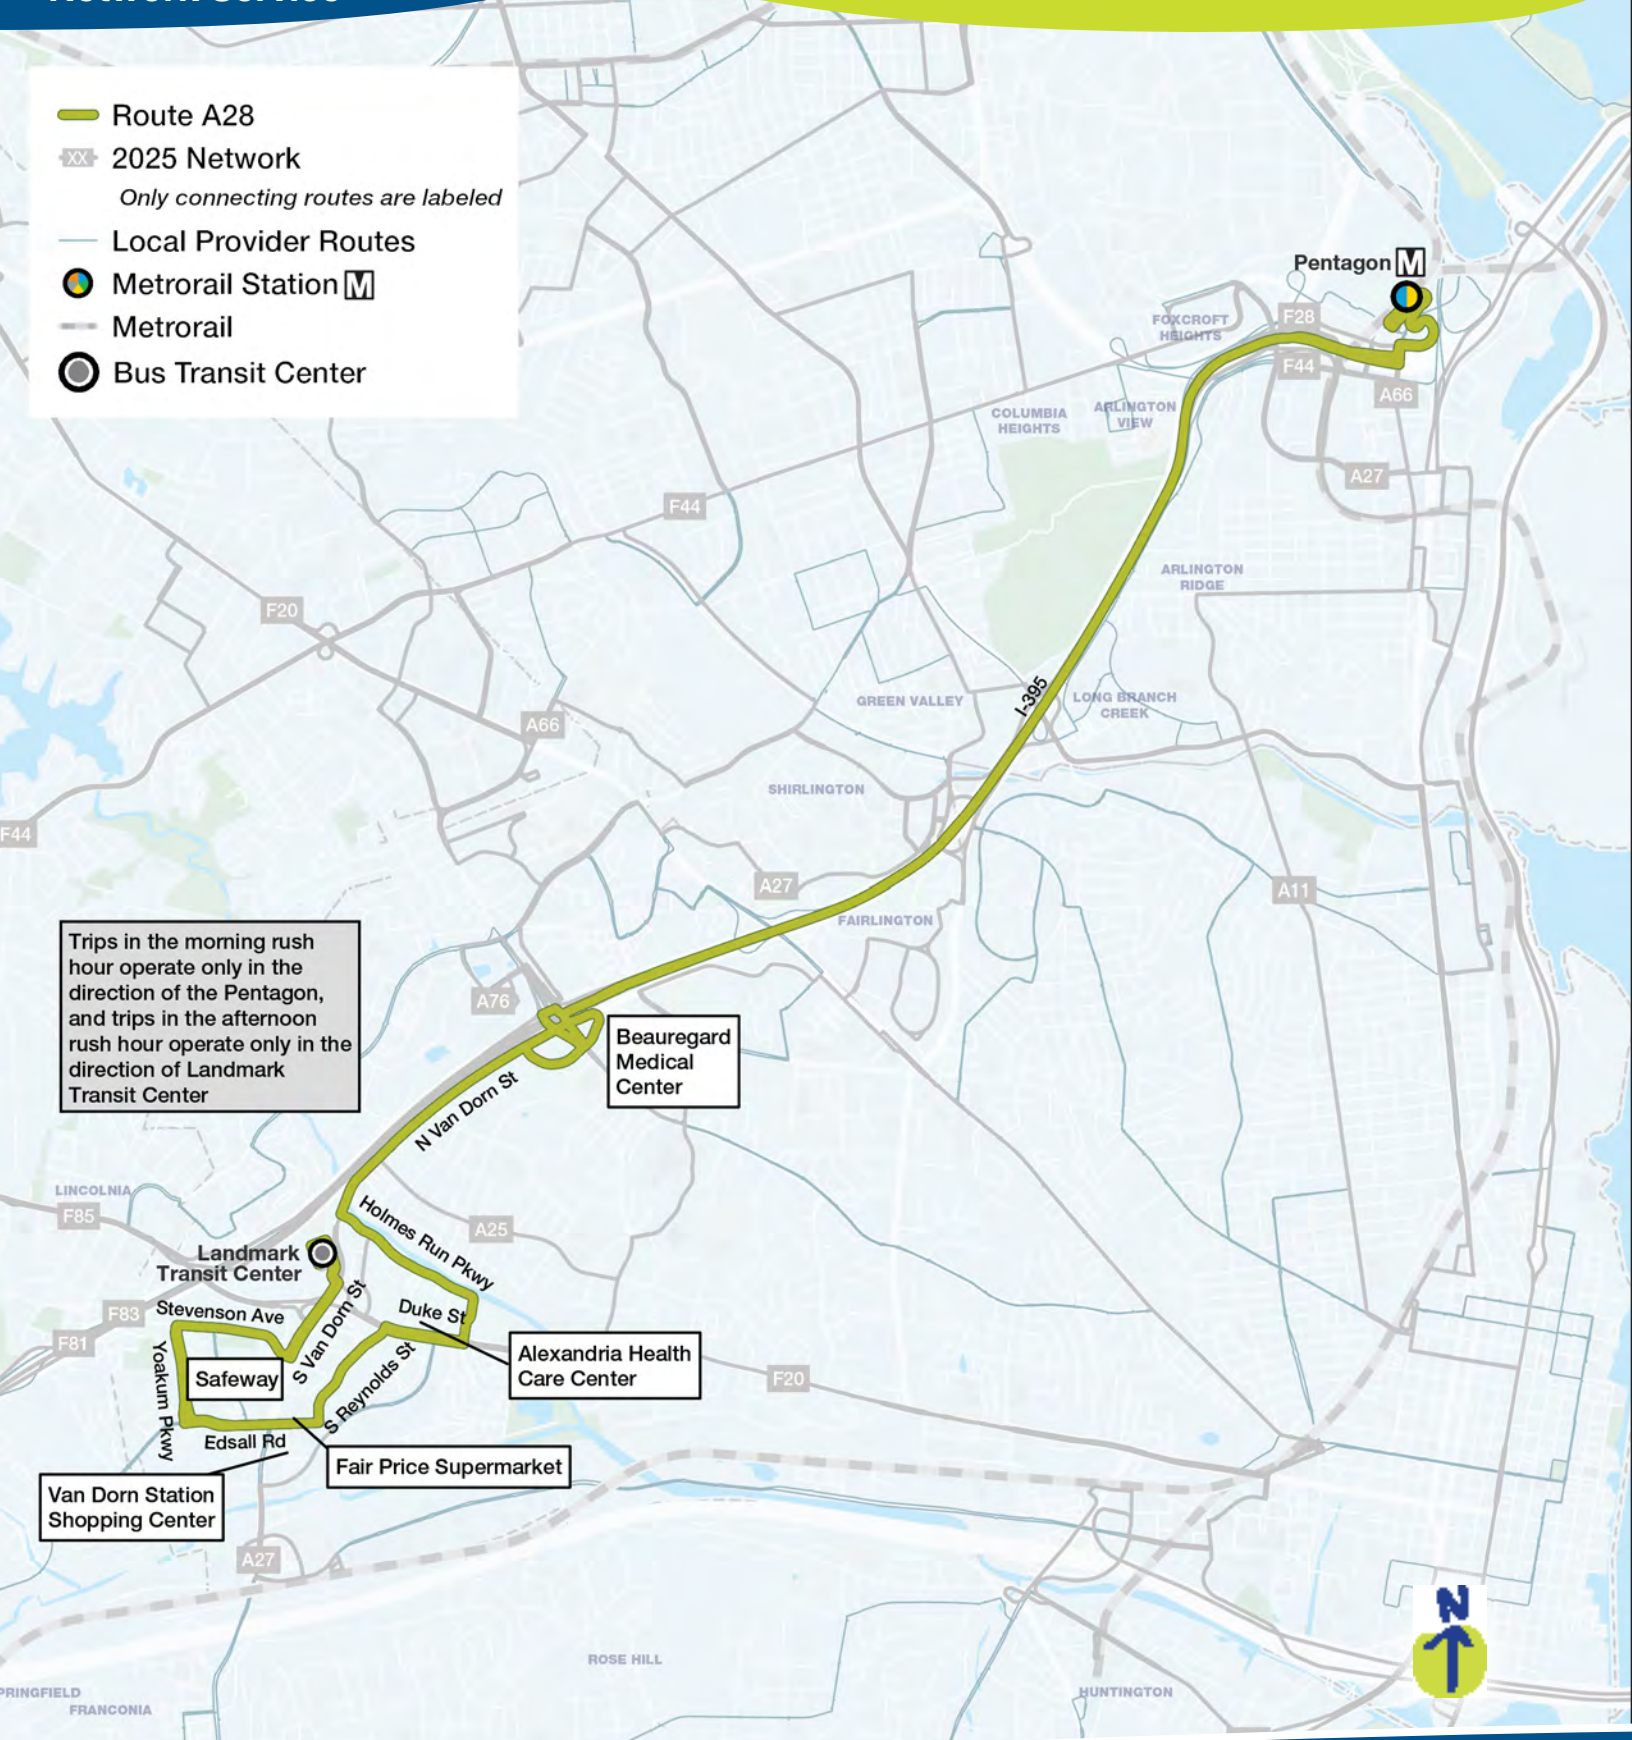 Network Service
Route A28
XX 2025 Network
Only connecting routes are labeled
Local Provider Routes
Metrorail Station M
Metrorail
Bus Transit Center
Pentagon M
F28
FOXCROFT
HEIGHTS
F44
A66
COLUMBIA
HEIGHTS
ARLINGTON
VIEW
A27
F44
ARLINGTON
RIDGE
F20
I-395
GREEN VALLEY
LONG BRANCH
CREEK
A66
SHIRLINGTON
F44
A27
A11
FAIRLINGTON
Trips in the morning rush
hour operate only in the
direction of the Pentagon,
and trips in the afternoon
rush hour operate only in the
direction of Landmark
Transit Center
A76
Beauregard
Medical
Center
N Van Dorn St
LINCOLNIA
F85
Holmes Run Pkwy
A25
Landmark
Transit Center
F83
Stevenson Ave
S Van Dorn St
Duke St
F81
Yoakum Pkwy
Safeway
S Reynolds St
Alexandria Health
Care Center
F20
Edsall Rd
Fair Price Supermarket
Van Dorn Station
Shopping Center
A27
N
ROSE HILL
PRINGFIELD
FRANCONIA
HUNTINGTON